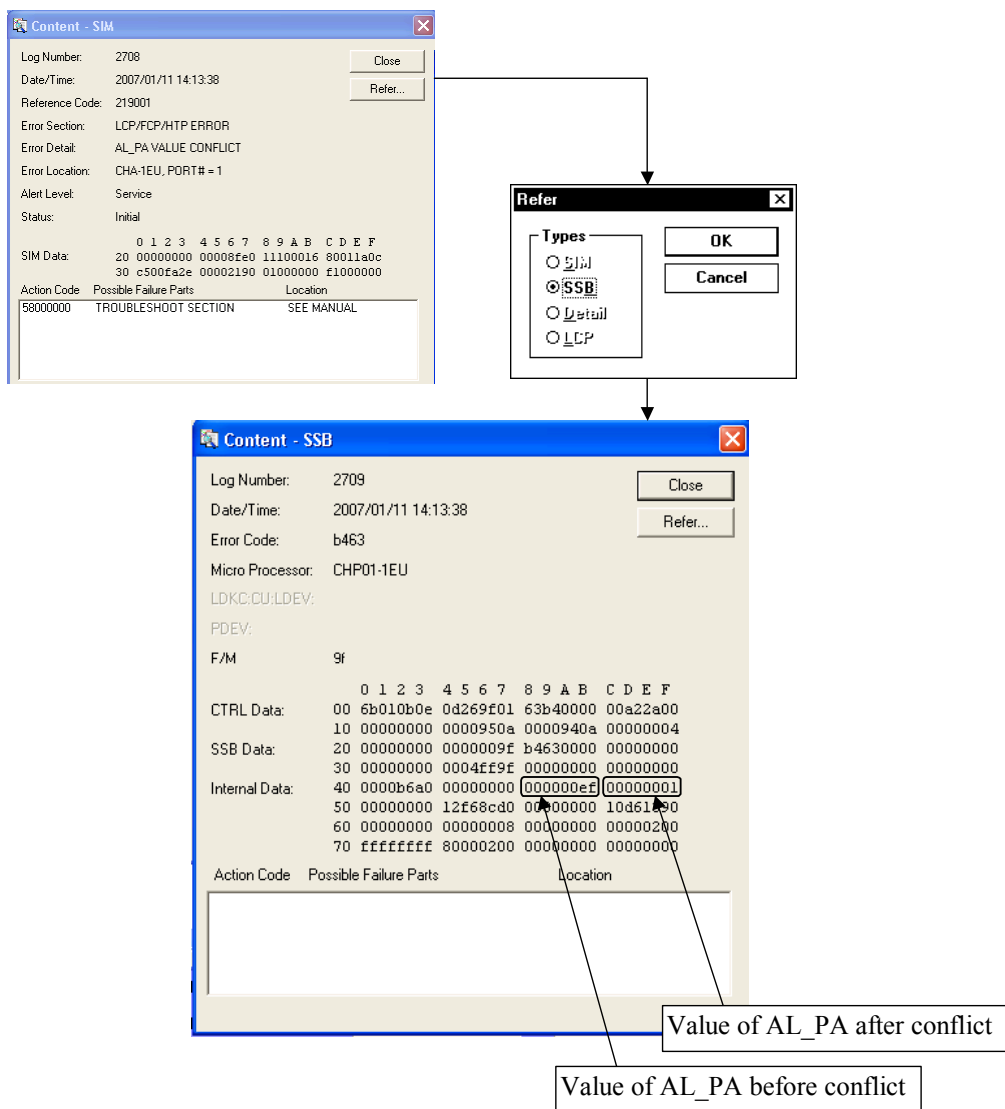 Content - SIM
Log Number: 2708
Close
Date/Time: 2007/01/11 14:13:38
Refer...
Reference Code: 219001
Error Section: LCP/FCP/HTP ERROR
Error Detail: AL_PA VALUE CONFLICT
Error Location: CHA-1EU, PORT# = 1
Alert Level: Service
Status: Initial
0 1 2 3 4 5 6 7 8 9 A B C D E F
SIM Data: 20 00000000 00008fe0 11100016 80011a0c
30 c500fa2e 00002190 01000000 f1000000
Action Code Possible Failure Parts Location
58000000 TROUBLESHOOT SECTION SEE MANUAL
Refer
Types
SIM
SSB
Detail
LCP
OK
Cancel
Content - SSB
Log Number: 2709
Close
Date/Time: 2007/01/11 14:13:38
Refer...
Error Code: b463
Micro Processor: CHP01-1EU
LDKC:CU:LDEV:
PDEV:
F/M 9f
0 1 2 3 4 5 6 7 8 9 A B C D E F
CTRL Data: 00 6b010b0e 0d269f01 63b40000 00a22a00
10 00000000 0000950a 0000940a 00000004
SSB Data: 20 00000000 0000009f b4630000 00000000
30 00000000 0004ff9f 00000000 00000000
Internal Data: 40 0000b6a0 00000000 000000ef 00000001
50 00000000 12f68cd0 00000000
60 00000000 00000008 00000000 00000200
70 ffffffff 80000200 00000000 00000000
Action Code Possible Failure Parts Location
Value of AL_PA after conflict
Value of AL_PA before conflict